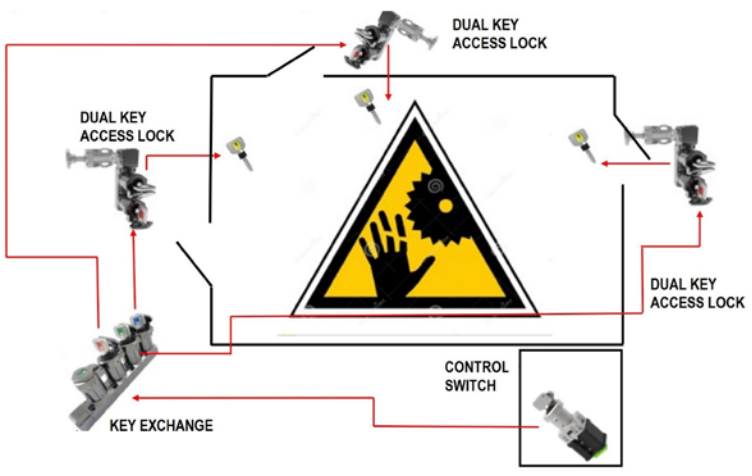 DUAL KEY
ACCESS LOCK
DUAL KEY
ACCESS LOCK
DUAL KEY
ACCESS LOCK
CONTROL
SWITCH
KEY EXCHANGE